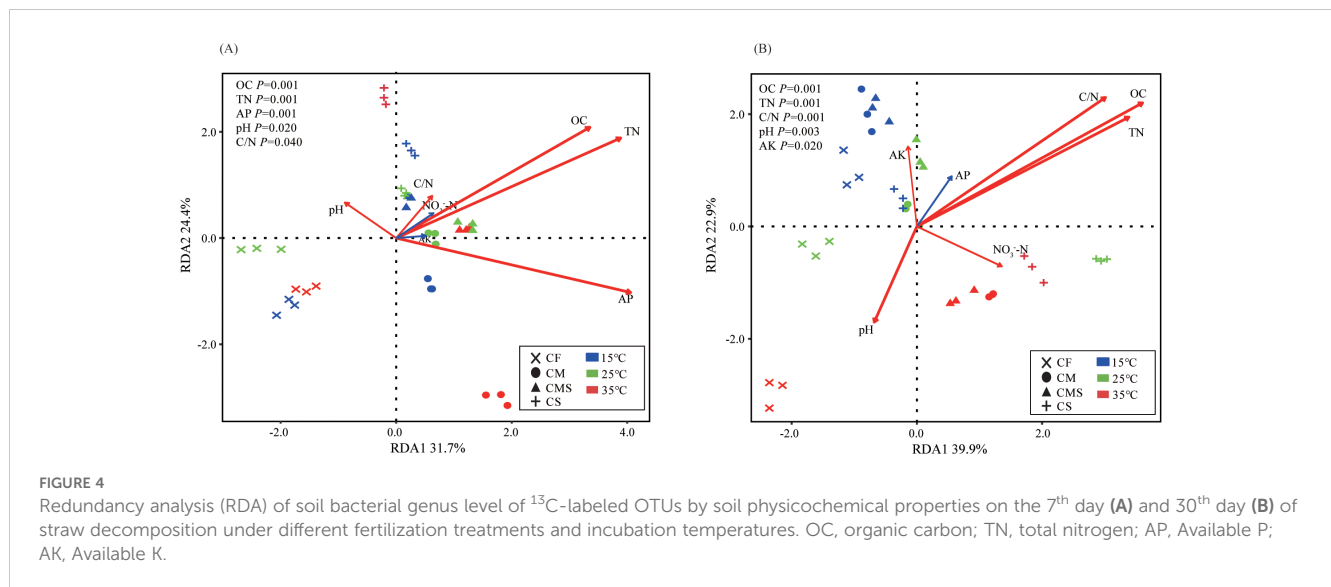 (A)
OC P=0.001
TN P=0.001
AP P=0.001
pH P=0.020
C/N P=0.040
OC
TN
C/N
NO3--N
pH
AK
AP
2.0
0.0
-2.0
RDA2 24.4%
-2.0 0.0 2.0 4.0
RDA1 31.7%
CF 15℃
CM 25℃
CMS 35℃
CS
(B)
OC P=0.001
TN P=0.001
C/N P=0.001
pH P=0.003
AK P=0.020
C/N
OC
TN
AK
AP
NO3--N
pH
2.0
0.0
-2.0
RDA2 22.9%
-2.0 0.0 2.0
RDA1 39.9%
CF 15℃
CM 25℃
CMS 35℃
CS
FIGURE 4
Redundancy analysis (RDA) of soil bacterial genus level of 13C-labeled OTUs by soil physicochemical properties on the 7th day (A) and 30th day (B) of
straw decomposition under different fertilization treatments and incubation temperatures. OC, organic carbon; TN, total nitrogen; AP, Available P;
AK, Available K.